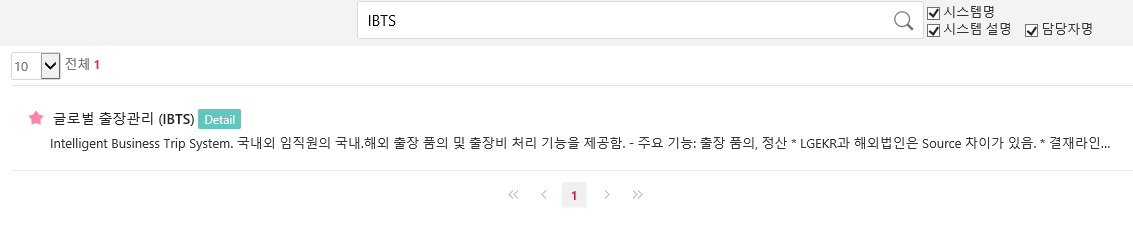 IBTS
시스템명
시스템 설명 담당자명
10 전체 1
글로벌 출장관리 (IBTS) Detail
Intelligent Business Trip System. 국내외 임직원의 국내.해외 출장 품의 및 출장비 처리 기능을 제공함. - 주요 기능: 출장 품의, 정산 * LGEKR과 해외법인은 Source 차이가 있음. * 결재라인...
1